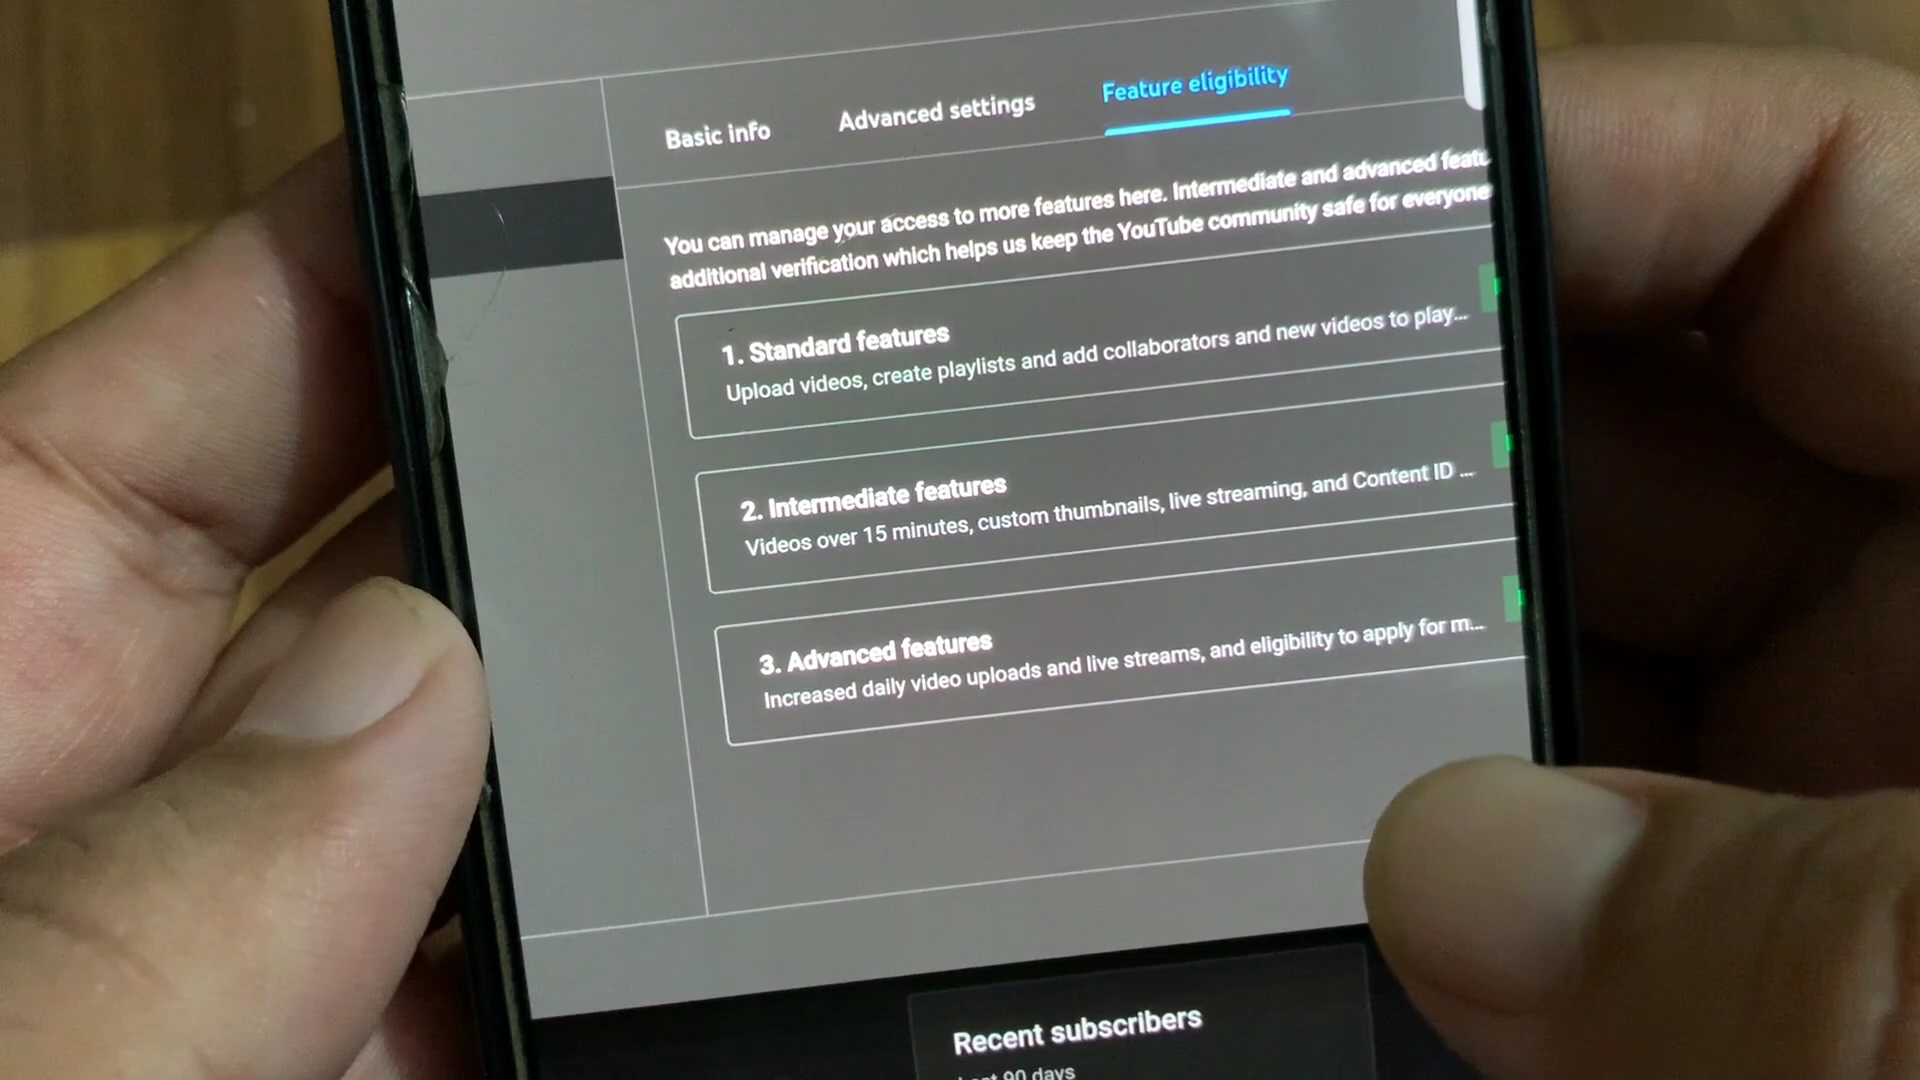 Basic info
Advanced settings
Feature eligibility
You can manage your access to more features here. Intermediate and advanced
additional verification which helps us keep the YouTube community safe for everyone
1. Standard features
Upload videos, create playlists and add collaborators and new videos to play...
2. Intermediate features
Videos over 15 minutes, custom thumbnails, live streaming, and Content ID ...
3. Advanced features
Increased daily video uploads and live streams, and eligibility to apply for m...
Recent subscribers
90 days